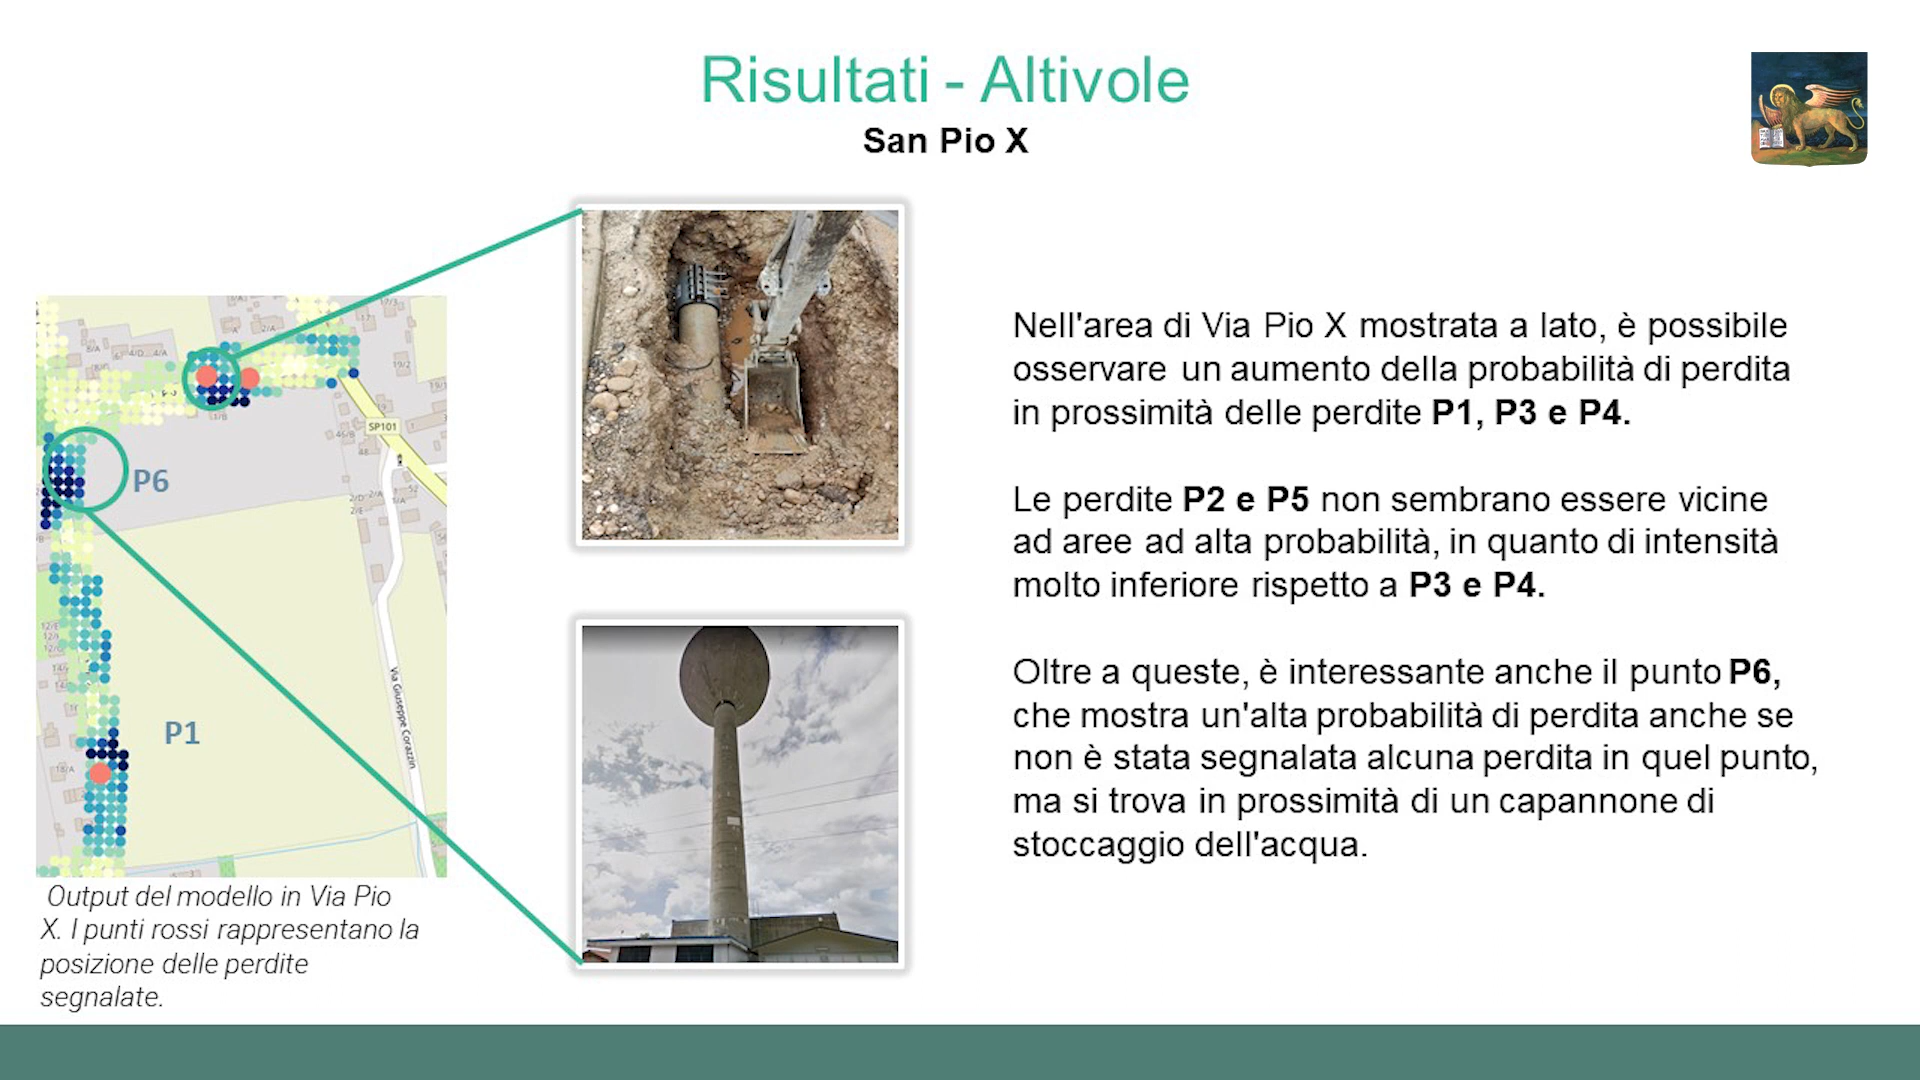 Risultati - Altivole
San Pio X
P6
P1
SP101
Via Giuseppe Corazzin
Output del modello in Via Pio
X. I punti rossi rappresentano la
posizione delle perdite
segnalate.
Nell'area di Via Pio X mostrata a lato, è possibile
osservare un aumento della probabilità di perdita
in prossimità delle perdite P1, P3 e P4.
Le perdite P2 e P5 non sembrano essere vicine
ad aree ad alta probabilità, in quanto di intensità
molto inferiore rispetto a P3 e P4.
Oltre a queste, è interessante anche il punto P6,
che mostra un'alta probabilità di perdita anche se
non è stata segnalata alcuna perdita in quel punto,
ma si trova in prossimità di un capannone di
stoccaggio dell'acqua.